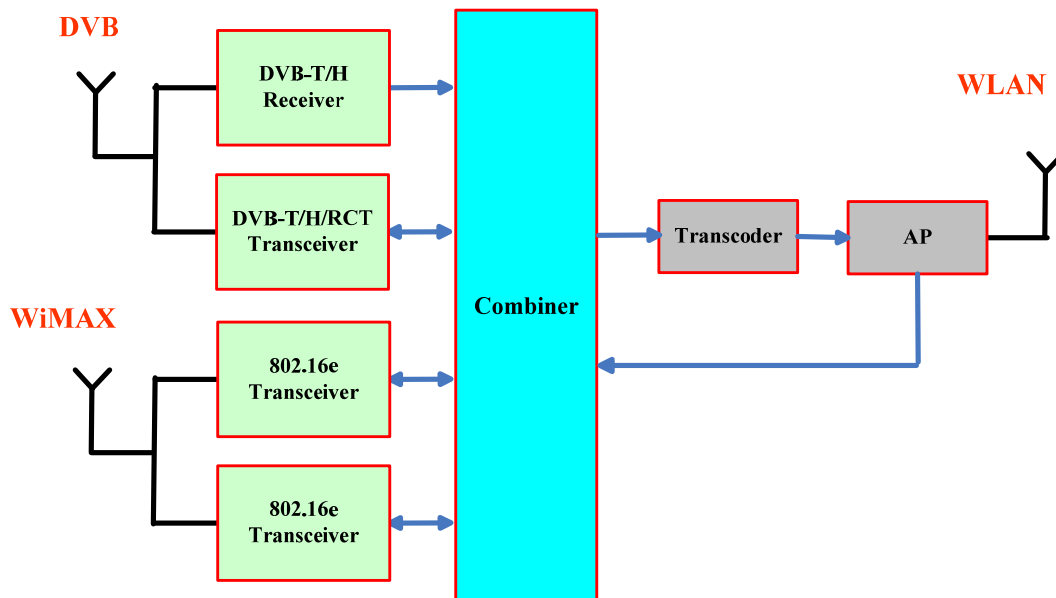 DVB
DVB-T/H
Receiver
DVB-T/H/RCT
Transceiver
WiMAX
802.16e
Transceiver
802.16e
Transceiver
Combiner
Transcoder
AP
WLAN